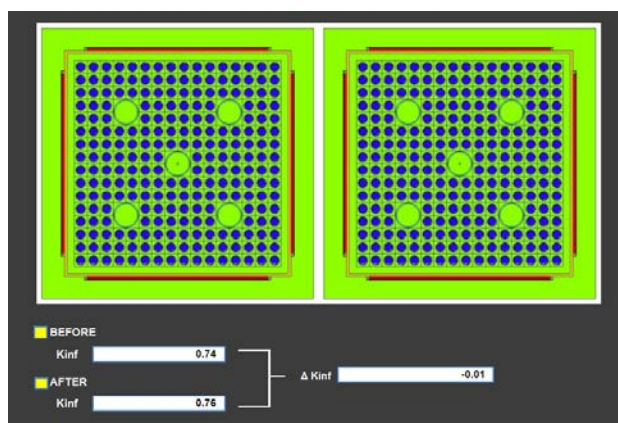 BEFORE
Kinf 0.74
Δ Kinf -0.01
AFTER
Kinf 0.76